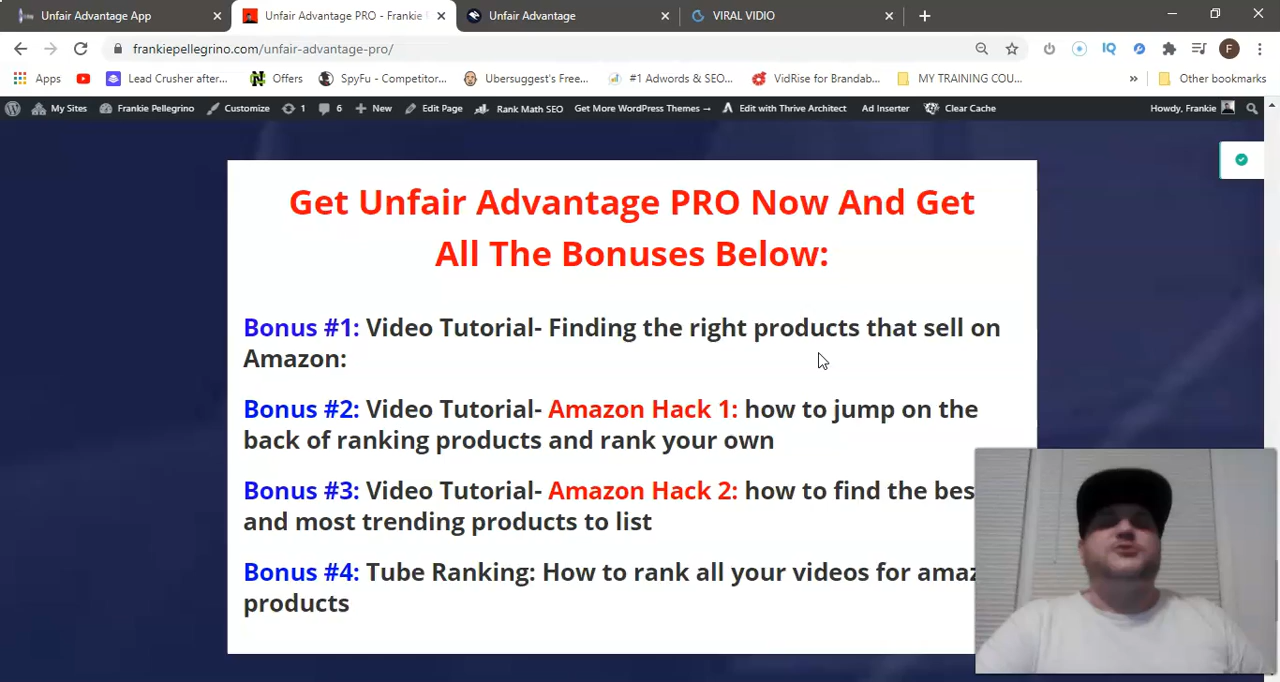 Unfair Advantage App
Unfair Advantage PRO - Frankie
Unfair Advantage
VIRAL VIDIO
frankiepellegrino.com/unfair-advantage-pro/
F
Apps
Lead Crusher after...
Offers
SpyFu - Competitor...
Ubersuggest's Free...
#1 Adwords & SEO...
VidRise for Brandab...
MY TRAINING COU...
»
Other bookmarks
My Sites
Frankie Pellegrino
Customize
1
6
New
Edit Page
Rank Math SEO
Get More WordPress Themes →
Edit with Thrive Architect
Ad Inserter
Clear Cache
Howdy, Frankie
Get Unfair Advantage PRO Now And Get
All The Bonuses Below:
Bonus #1: Video Tutorial- Finding the right products that sell on
Amazon:
Bonus #2: Video Tutorial- Amazon Hack 1: how to jump on the
back of ranking products and rank your own
Bonus #3: Video Tutorial- Amazon Hack 2: how to find the bes
and most trending products to list
Bonus #4: Tube Ranking: How to rank all your videos for amaz
products